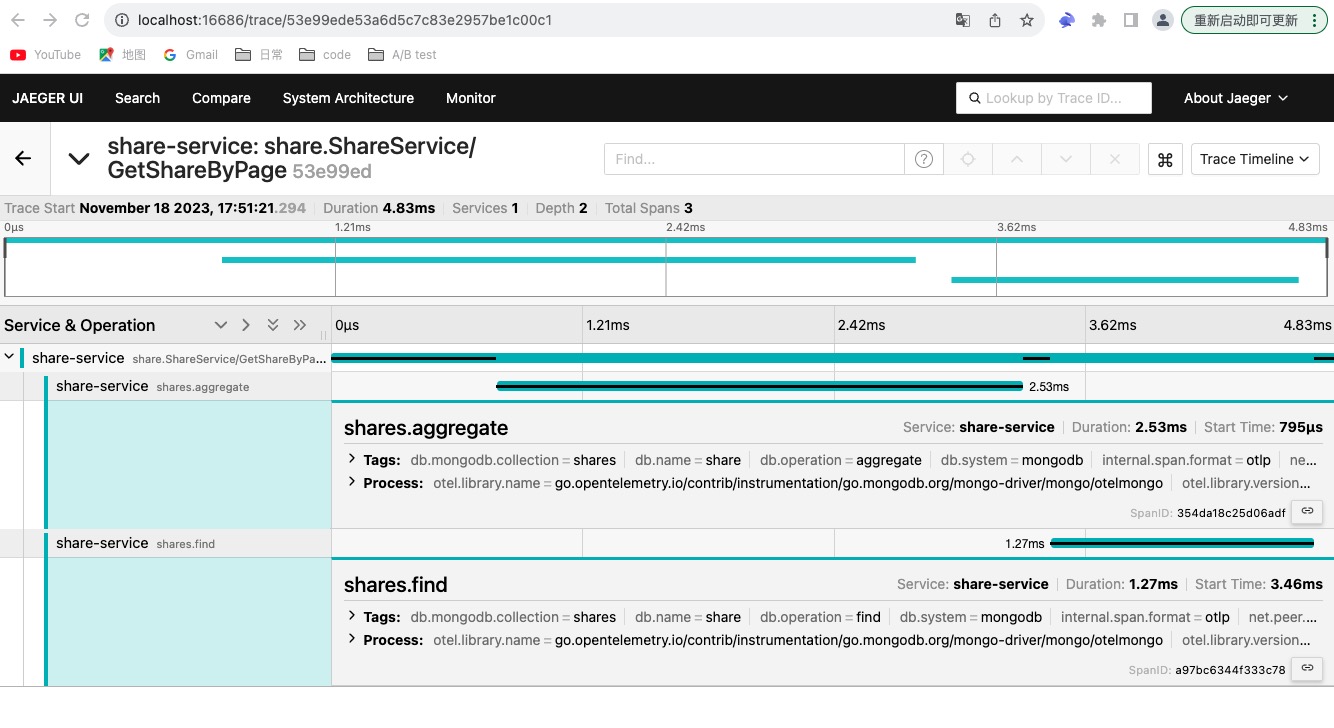 localhost:16686/trace/53e99ede53a6d5c7c83e2957be1c00c1 重新启动即可更新
YouTube 地图 Gmail 日常 code A/B test
JAEGER UI Search Compare System Architecture Monitor Lookup by Trace ID... About Jaeger
share-service: share.ShareService/
GetShareByPage 53e99ed
Find... Trace Timeline
Trace Start November 18 2023, 17:51:21.294 Duration 4.83ms Services 1 Depth 2 Total Spans 3
0μs 1.21ms 2.42ms 3.62ms 4.83ms
Service & Operation 0μs 1.21ms 2.42ms 3.62ms 4.83ms
share-service share.ShareService/GetShareByPa...
share-service shares.aggregate 2.53ms
shares.aggregate Service: share-service Duration: 2.53ms Start Time: 795μs
Tags: db.mongodb.collection = shares db.name = share db.operation = aggregate db.system = mongodb internal.span.format = otlp ne...
Process: otel.library.name = go.opentelemetry.io/contrib/instrumentation/go.mongodb.org/mongo-driver/mongo/otelmongo otel.library.version...
SpanID: 354da18c25d06adf
share-service shares.find 1.27ms
shares.find Service: share-service Duration: 1.27ms Start Time: 3.46ms
Tags: db.mongodb.collection = shares db.name = share db.operation = find db.system = mongodb internal.span.format = otlp net.peer....
Process: otel.library.name = go.opentelemetry.io/contrib/instrumentation/go.mongodb.org/mongo-driver/mongo/otelmongo otel.library.version...
SpanID: a97bc6344f333c78